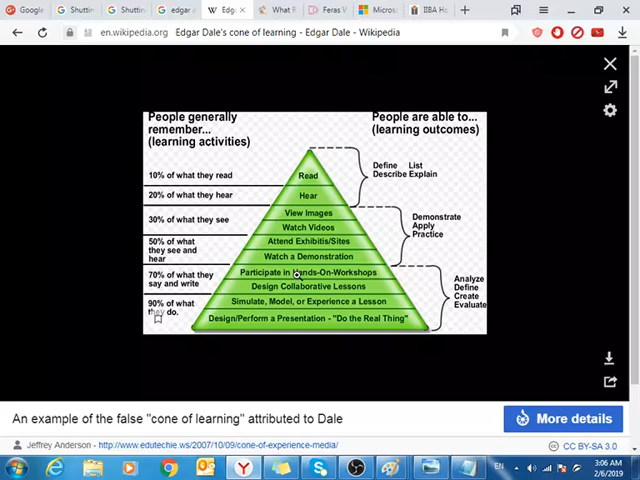 Google
Shuttin
Shuttin
edgar d
Edga
What R
Feras W
Micros
IIBA Ha
en.wikipedia.org
Edgar Dale's cone of learning - Edgar Dale - Wikipedia
People generally
remember...
(learning activities)
People are able to...
(learning outcomes)
10% of what they read
Read
Define List
Describe Explain
20% of what they hear
Hear
30% of what they see
View Images
Watch Videos
Demonstrate
Apply
Practice
50% of what
they see and
hear
Attend Exhibitis/Sites
Watch a Demonstration
70% of what they
say and write
Participate in Hands-On-Workshops
Design Collaborative Lessons
Analyze
Define
Create
Evaluate
90% of what
they do.
Simulate, Model, or Experience a Lesson
Design/Perform a Presentation - "Do the Real Thing"
An example of the false "cone of learning" attributed to Dale
More details
Jeffrey Anderson - http://www.edutechie.ws/2007/10/09/cone-of-experience-media/
CC BY-SA 3.0
EN
3:06 AM
2/6/2019